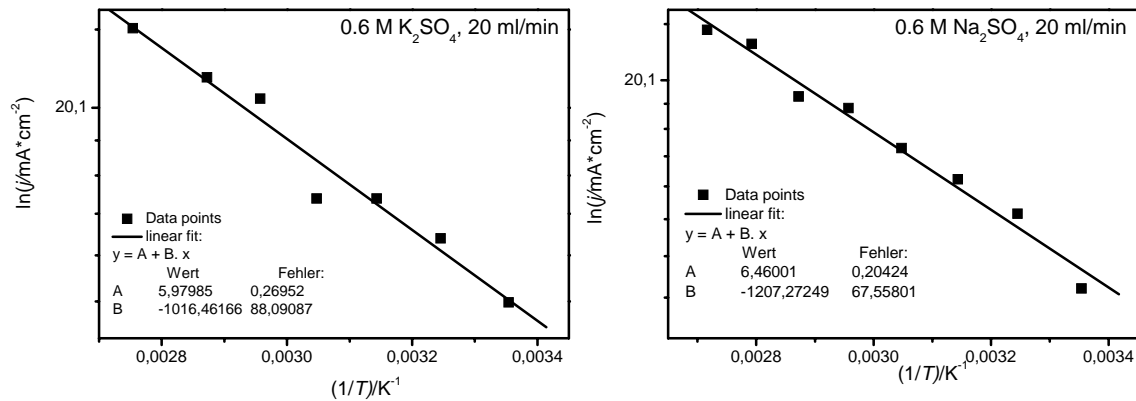 0.6 M K2SO4, 20 ml/min
20,1
ln(j/mA*cm-2)
Data points
linear fit:
y = A + B. x
Wert Fehler:
A 5,97985 0,26952
B -1016,46166 88,09087
0,0028 0,0030 0,0032 0,0034
(1/T)/K-1
0.6 M Na2SO4, 20 ml/min
20,1
ln(j/mA*cm-2)
Data points
linear fit:
y = A + B. x
Wert Fehler:
A 6,46001 0,20424
B -1207,27249 67,55801
0,0028 0,0030 0,0032 0,0034
(1/T)/K-1